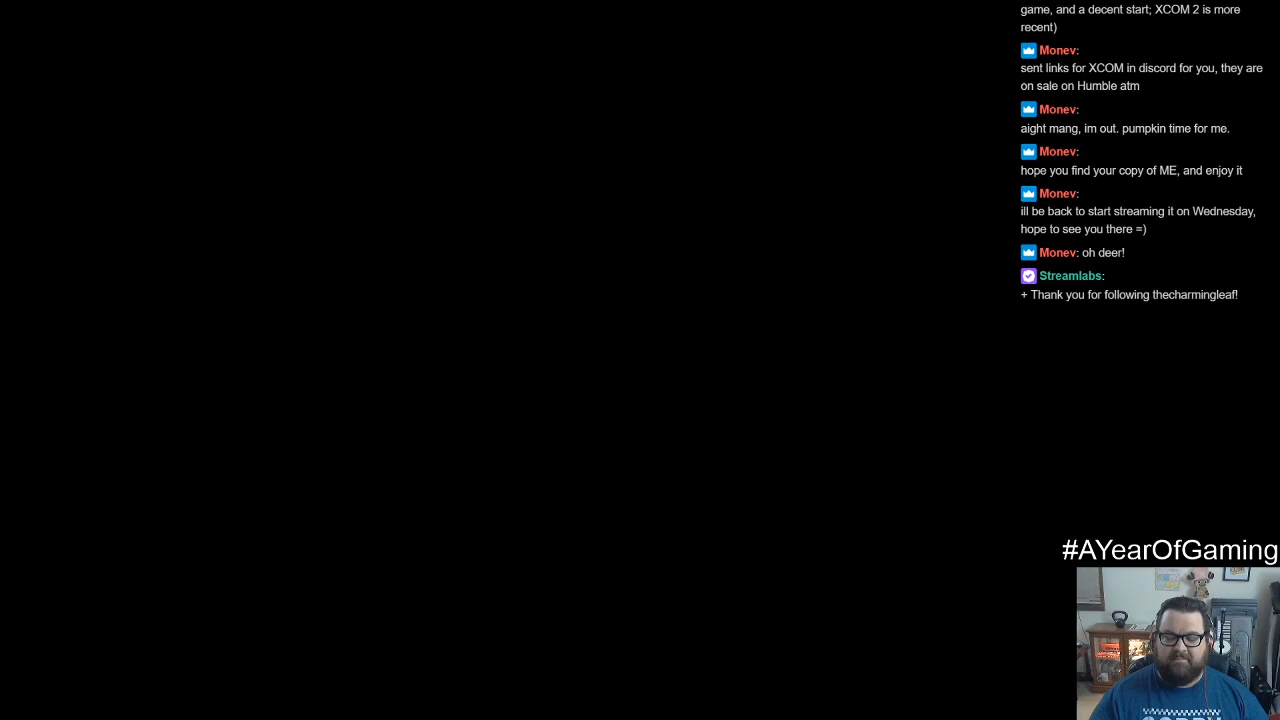 game, and a decent start; XCOM 2 is more
recent)
Monev:
sent links for XCOM in discord for you, they are
on sale on Humble atm
Monev:
aight mang, im out. pumpkin time for me.
Monev:
hope you find your copy of ME, and enjoy it
Monev:
ill be back to start streaming it on Wednesday,
hope to see you there =)
Monev: oh deer!
Streamlabs:
+ Thank you for following thecharmingleaf!
#AYearOfGaming